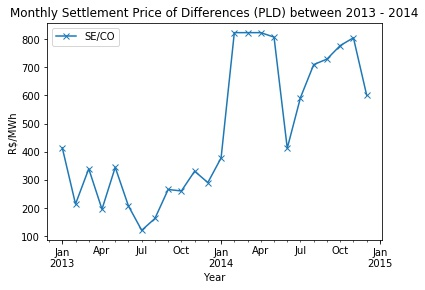 Monthly Settlement Price of Differences (PLD) between 2013 - 2014
SE/CO
800
700
600
500
400
300
200
100
R$/MWh
Jan Apr Jul Oct Jan Apr Jul Oct Jan
2013 2014 2015
Year